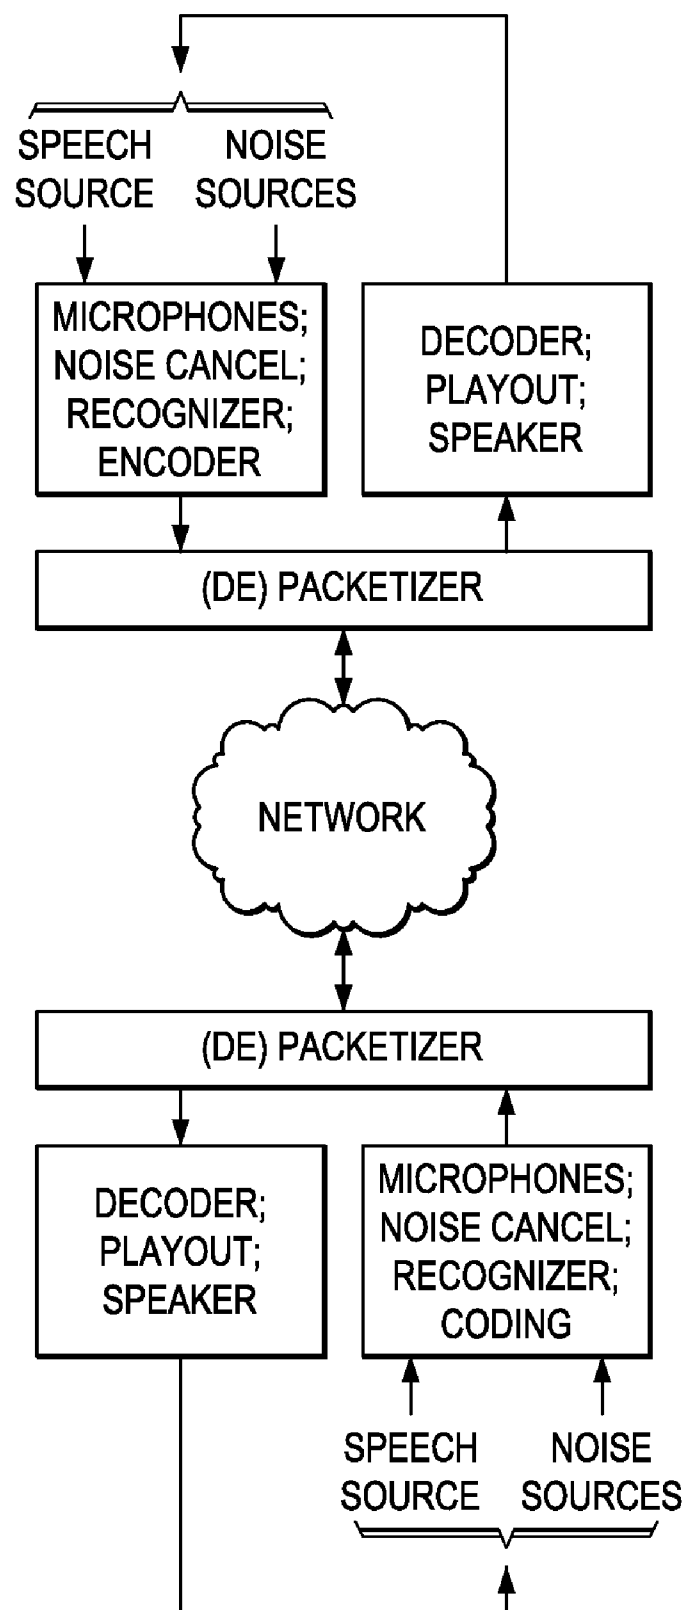 SPEECH
SOURCE
NOISE
SOURCES
MICROPHONES;
NOISE CANCEL;
RECOGNIZER;
ENCODER
DECODER;
PLAYOUT;
SPEAKER
(DE) PACKETIZER
NETWORK
(DE) PACKETIZER
DECODER;
PLAYOUT;
SPEAKER
MICROPHONES;
NOISE CANCEL;
RECOGNIZER;
CODING
SPEECH
SOURCE
NOISE
SOURCES